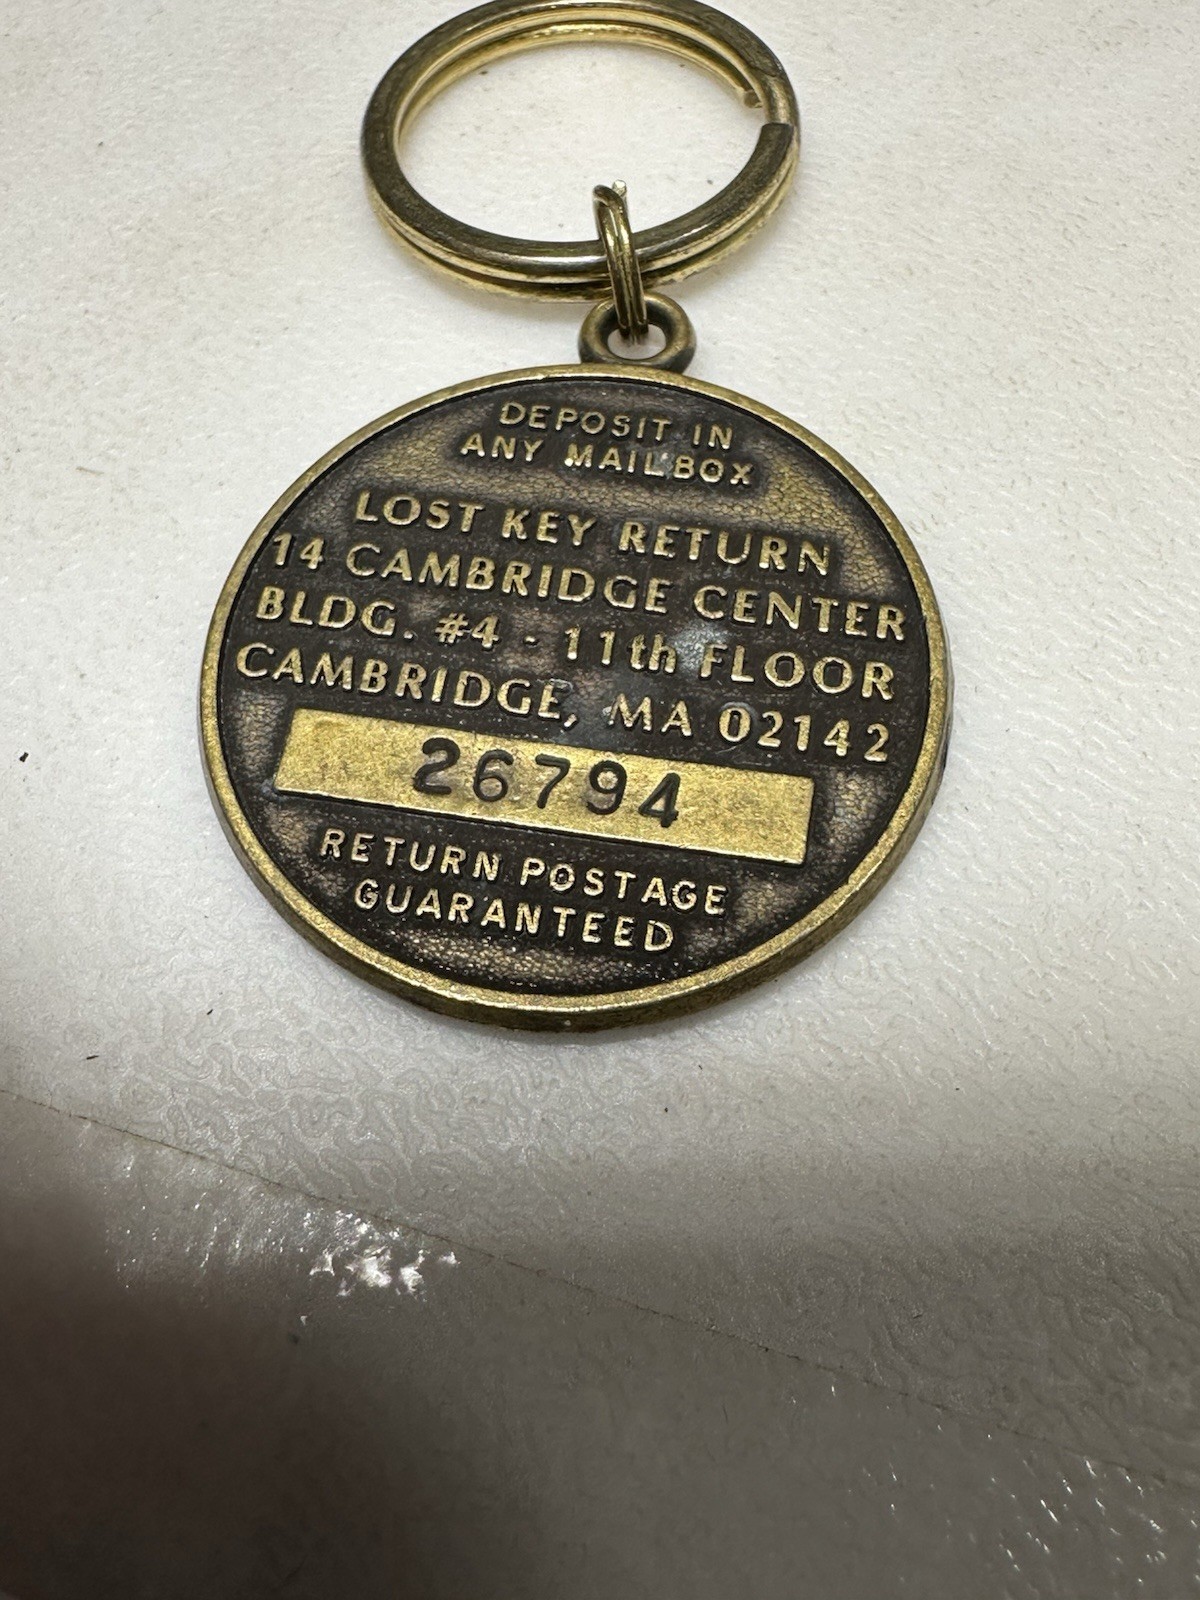 DEPOSIT IN
ANY MAILBOX
LOST KEY RETURN
14 CAMBRIDGE CENTER
BLDG. #4 - 11th FLOOR
CAMBRIDGE, MA 02142
26794
RETURN POSTAGE
GUARANTEED